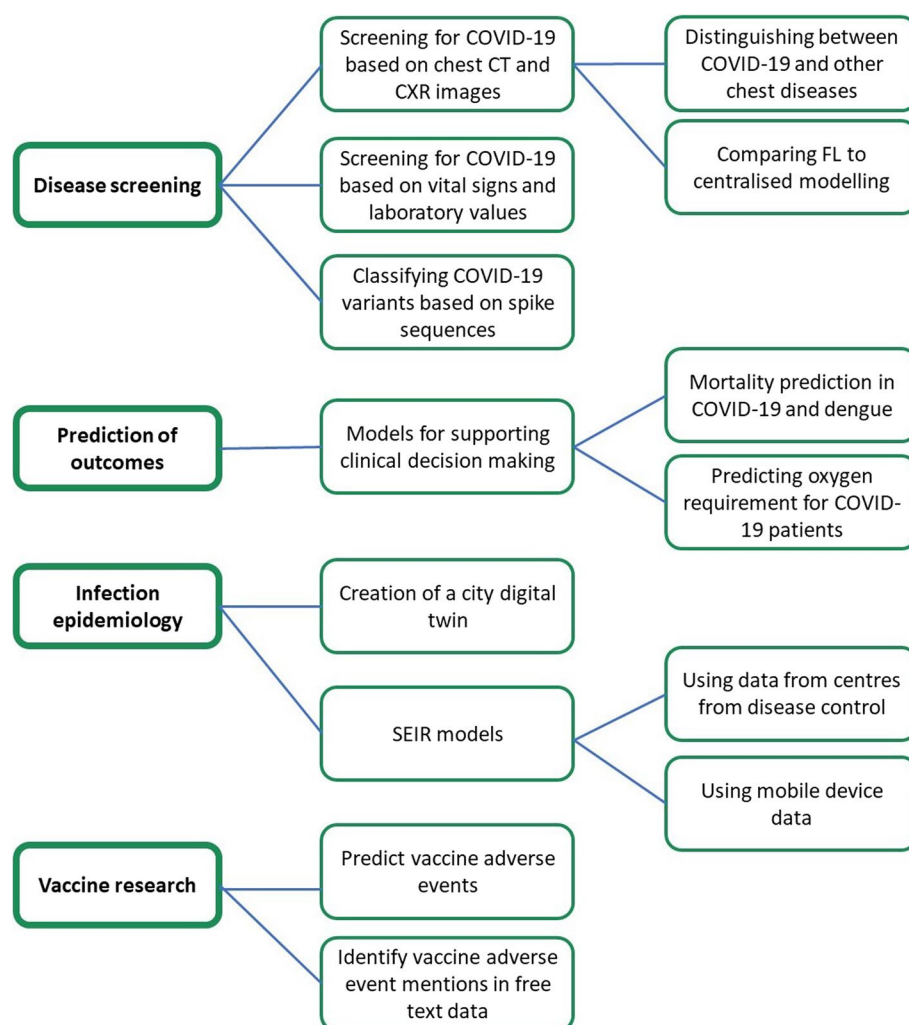 Disease screening
Screening for COVID-19
based on chest CT and
CXR images
Distinguishing between
COVID-19 and other
chest diseases
Comparing FL to
centralised modelling
Screening for COVID-19
based on vital signs and
laboratory values
Classifying COVID-19
variants based on spike
sequences
Prediction of
outcomes
Models for supporting
clinical decision making
Mortality prediction in
COVID-19 and dengue
Predicting oxygen
requirement for COVID-
19 patients
Infection
epidemiology
Creation of a city digital
twin
SEIR models
Using data from centres
from disease control
Using mobile device
data
Vaccine research
Predict vaccine adverse
events
Identify vaccine adverse
event mentions in free
text data